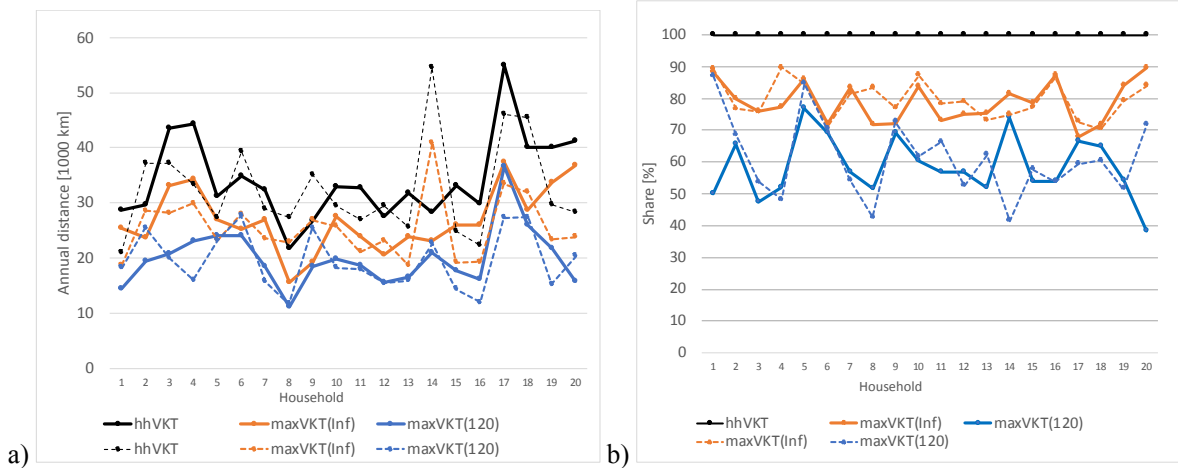 60
50
40
30
20
10
0
Annual distance [1000 km]
1 2 3 4 5 6 7 8 9 10 11 12 13 14 15 16 17 18 19 20
Household
hhVKT maxVKT(Inf) maxVKT(120)
hhVKT maxVKT(Inf) maxVKT(120)
a)
100
90
80
70
60
50
40
30
20
10
0
Share [%]
1 2 3 4 5 6 7 8 9 10 11 12 13 14 15 16 17 18 19 20
Household
hhVKT maxVKT(Inf) maxVKT(120)
maxVKT(Inf) maxVKT(120)
b)